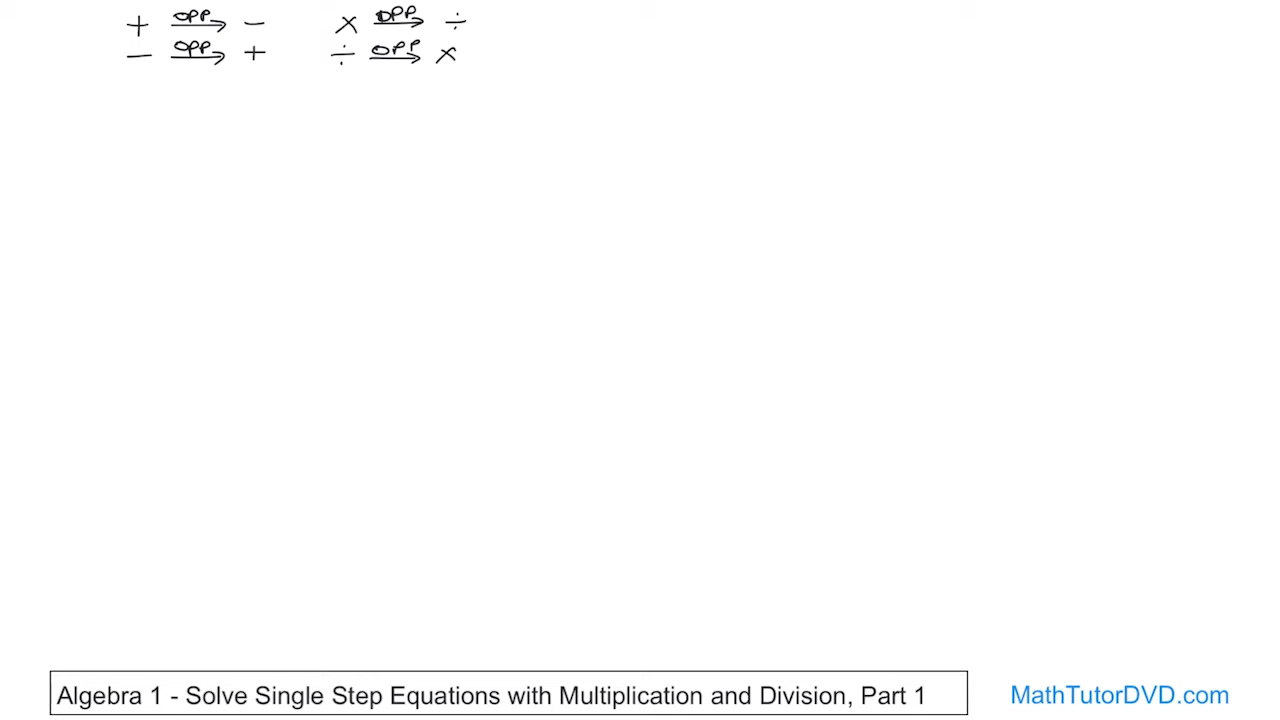 + OPP → − × OPP → ÷
− OPP → + ÷ OPP → ×
Algebra 1 - Solve Single Step Equations with Multiplication and Division, Part 1
MathTutorDVD.com